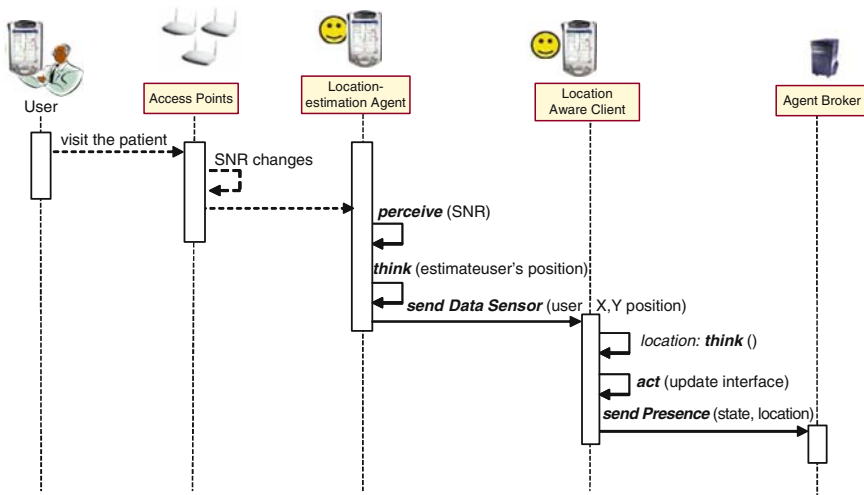 User
Access Points
Location-
estimation Agent
Location
Aware Client
Agent Broker
visit the patient
SNR changes
perceive (SNR)
think (estimateuser's position)
send Data Sensor (user X,Y position)
location: think ()
act (update interface)
send Presence (state, location)